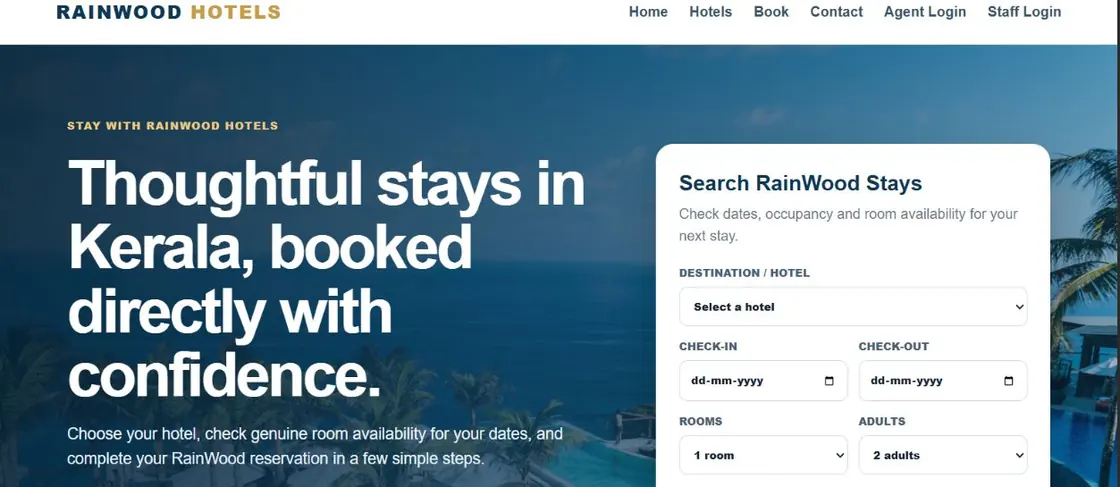 RAINWOOD HOTELS
Home Hotels Book Contact Agent Login Staff Login
STAY WITH RAINWOOD HOTELS
Thoughtful stays in
Kerala, booked
directly with
confidence.
Choose your hotel, check genuine room availability for your dates, and
complete your RainWood reservation in a few simple steps.
Search RainWood Stays
Check dates, occupancy and room availability for your
next stay.
DESTINATION / HOTEL
Select a hotel
CHECK-IN CHECK-OUT
dd-mm-yyyy dd-mm-yyyy
ROOMS ADULTS
1 room 2 adults